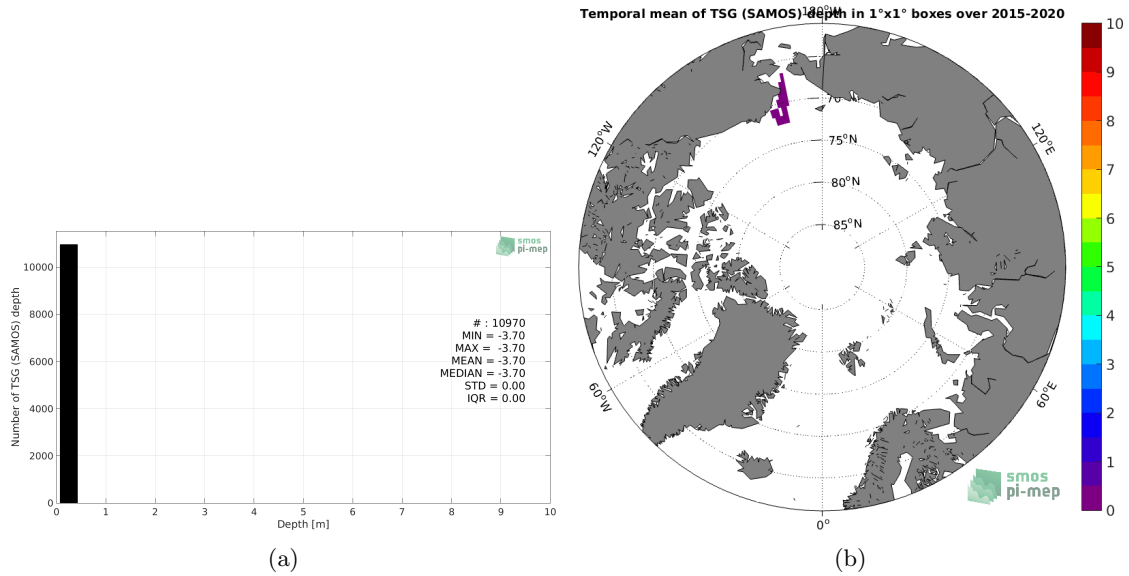 Number of TSG (SAMOS) depth
10000
8000
6000
4000
2000
0
smos
pi-mep
# : 10970
MIN = -3.70
MAX = -3.70
MEAN = -3.70
MEDIAN = -3.70
STD = 0.00
IQR = 0.00
0 1 2 3 4 5 6 7 8 9 10
Depth [m]
(a)
Temporal mean of TSG (SAMOS) depth in 1°x1° boxes over 2015-2020
180°W
120°W
120°E
70°N
75°N
80°N
85°N
60°W
60°E
0°
smos
pi-mep
10
9
8
7
6
5
4
3
2
1
0
(b)